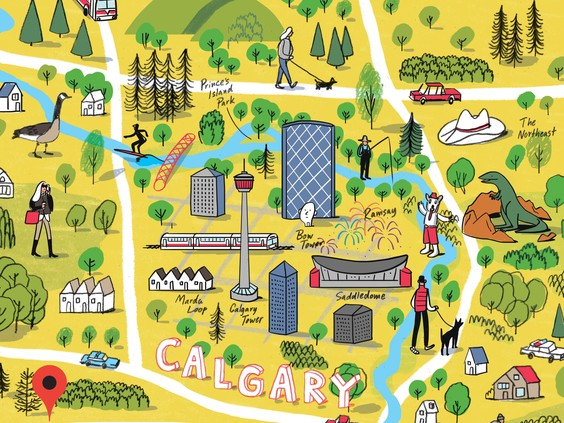 Prince's
Island
Park
The
Northeast
Ramsay
Bow
Tower
Marda
Loop
Calgary
Tower
Saddledome
CALGARY